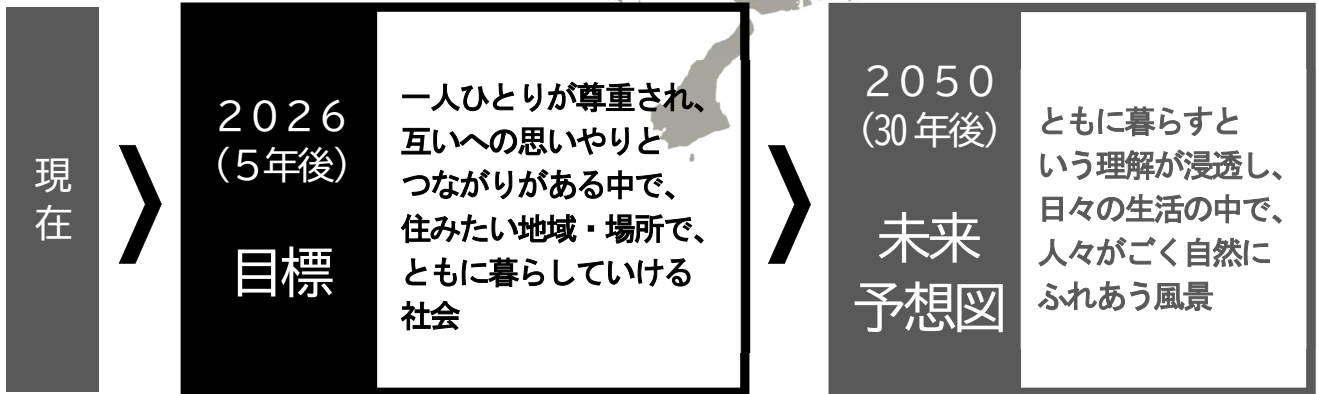 現
在
２０２６
（５年後）
目標
一人ひとりが尊重され、
互いへの思いやりと
つながりがある中で、
住みたい地域・場所で、
ともに暮らしていける
社会
２０５０
（30年後）
未来
予想図
ともに暮らすと
いう理解が浸透し、
日々の生活の中で、
人々がごく自然に
ふれあう風景